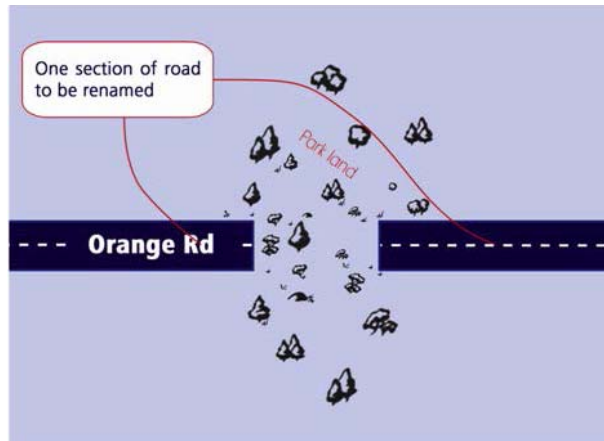 One section of road
to be renamed
Park land
Orange Rd